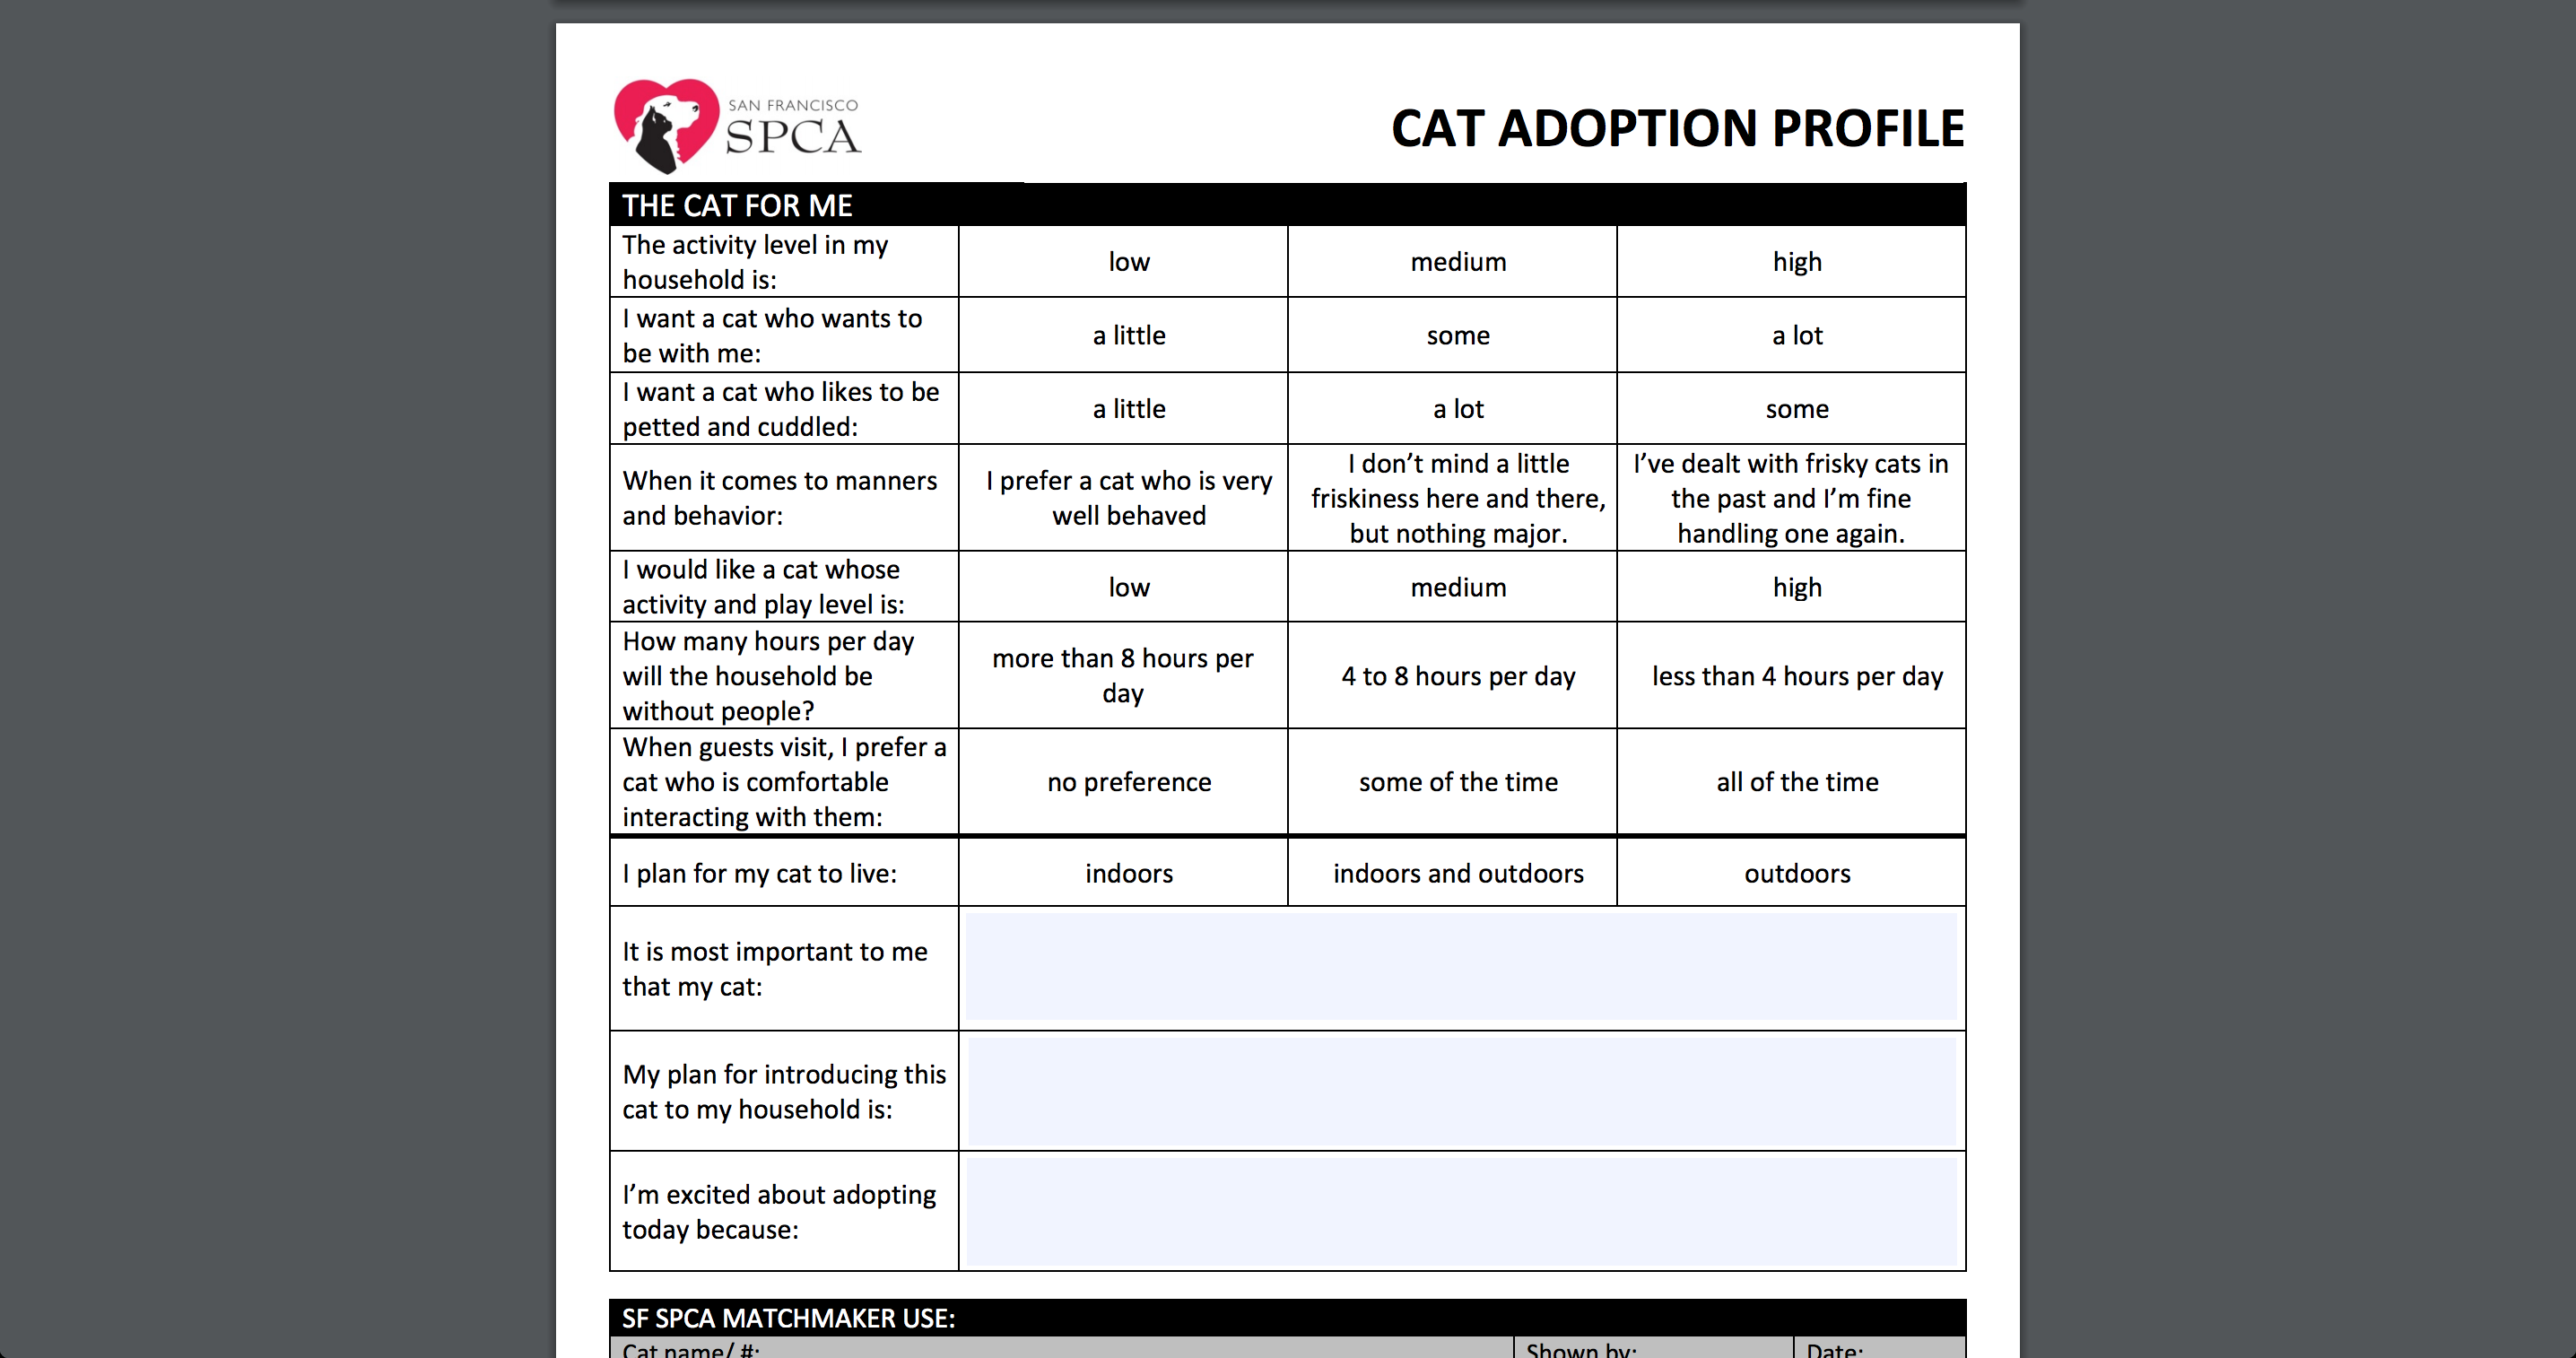 SAN FRANCISCO
SPCA
CAT ADOPTION PROFILE
THE CAT FOR ME
The activity level in my
household is:
low
medium
high
I want a cat who wants to
be with me:
a little
some
a lot
I want a cat who likes to be
petted and cuddled:
a little
a lot
some
When it comes to manners
and behavior:
I prefer a cat who is very
well behaved
I don’t mind a little
friskiness here and there,
but nothing major.
I’ve dealt with frisky cats in
the past and I’m fine
handling one again.
I would like a cat whose
activity and play level is:
low
medium
high
How many hours per day
will the household be
without people?
more than 8 hours per
day
4 to 8 hours per day
less than 4 hours per day
When guests visit, I prefer a
cat who is comfortable
interacting with them:
no preference
some of the time
all of the time
I plan for my cat to live:
indoors
indoors and outdoors
outdoors
It is most important to me
that my cat:
My plan for introducing this
cat to my household is:
I’m excited about adopting
today because:
SF SPCA MATCHMAKER USE:
Cat name/ #:
Shown by:
Date: